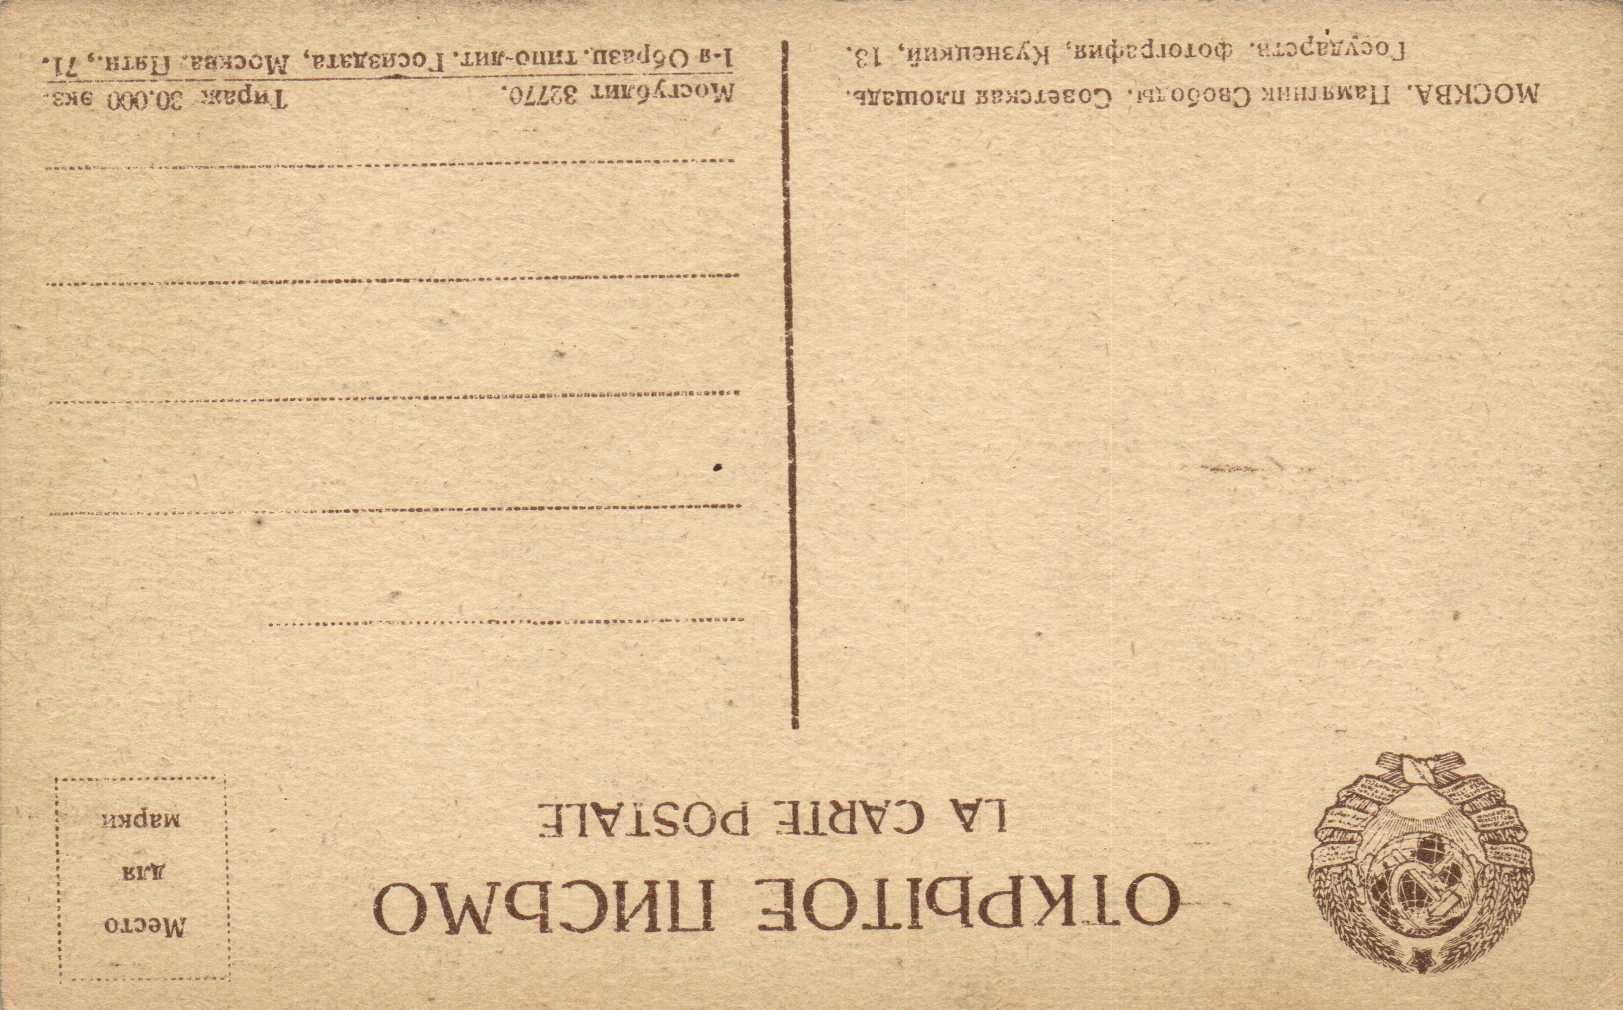 ОТКРЫТОЕ ПИСЬМО
LA CARTE POSTALE
Место
для
марки
МОСКВА. Памятник Свободы. Советская площадь.
Государств. фотография, Кузнецкий, 13.
Мосгублит 32770. Тираж 30.000 экз.
1-я Образц. типо-лит. Госиздата, Москва. Пятн., 71.